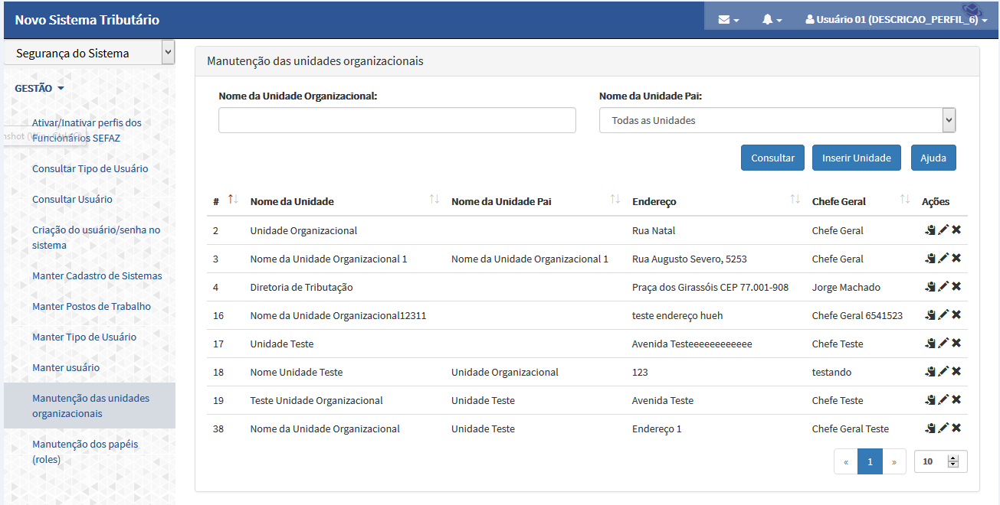 Novo Sistema Tributário
Usuário 01 (DESCRICAO_PERFIL_6)
Segurança do Sistema
GESTÃO
Ativar/Inativar perfis dos
Funcionários SEFAZ
Consultar Tipo de Usuário
Consultar Usuário
Criação do usuário/senha no
sistema
Manter Cadastro de Sistemas
Manter Postos de Trabalho
Manter Tipo de Usuário
Manter usuário
Manutenção das unidades
organizacionais
Manutenção dos papéis
(roles)
Manutenção das unidades organizacionais
Nome da Unidade Organizacional: Nome da Unidade Pai:
Todas as Unidades
Consultar Inserir Unidade Ajuda
# Nome da Unidade Nome da Unidade Pai Endereço Chefe Geral Ações
2 Unidade Organizacional Rua Natal Chefe Geral
3 Nome da Unidade Organizacional 1 Nome da Unidade Organizacional 1 Rua Augusto Severo, 5253 Chefe Geral
4 Diretoria de Tributação Praça dos Girassóis CEP 77.001-908 Jorge Machado
16 Nome da Unidade Organizacional12311 teste endereço hueh Chefe Geral 6541523
17 Unidade Teste Avenida Testeeeeeeeeeeee Chefe Teste
18 Nome Unidade Teste Unidade Organizacional 123 testando
19 Teste Unidade Organizacional Unidade Teste Avenida Teste Chefe Teste
38 Nome da Unidade Organizacional Unidade Teste Endereço 1 Chefe Geral Teste
« 1 » 10